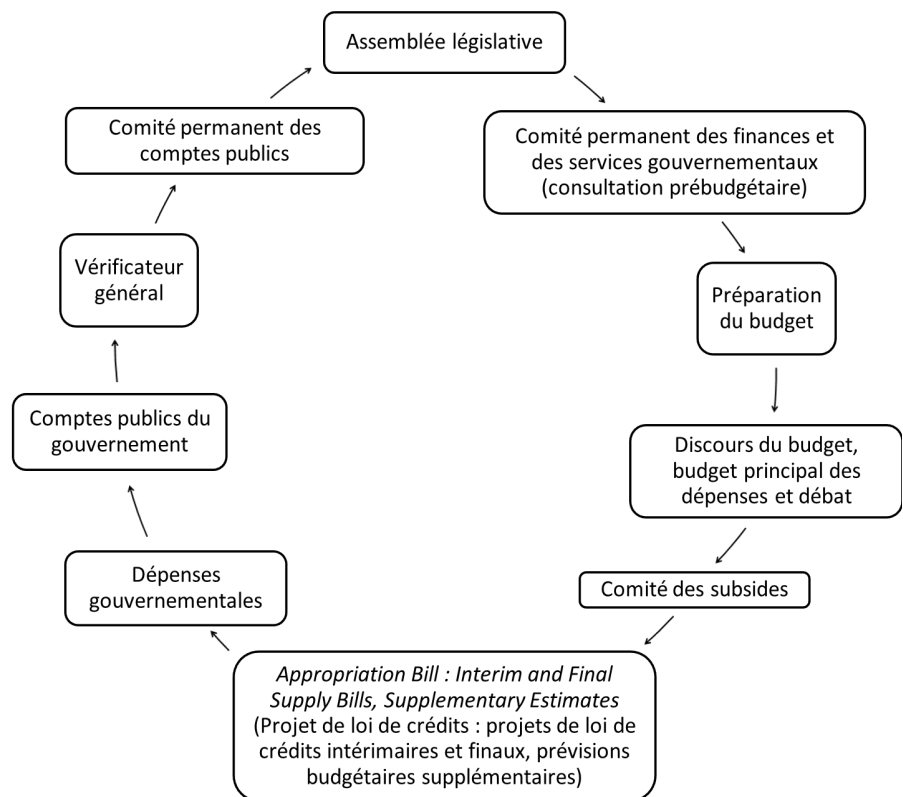 Assemblée législative
Comité permanent des finances et
des services gouvernementaux
(consultation prébudgétaire)
Préparation
du budget
Discours du budget,
budget principal des
dépenses et débat
Comité des subsides
Appropriation Bill : Interim and Final
Supply Bills, Supplementary Estimates
(Projet de loi de crédits : projets de loi de
crédits intérimaires et finaux, prévisions
budgétaires supplémentaires)
Dépenses
gouvernementales
Comptes publics du
gouvernement
Vérificateur
général
Comité permanent des
comptes publics